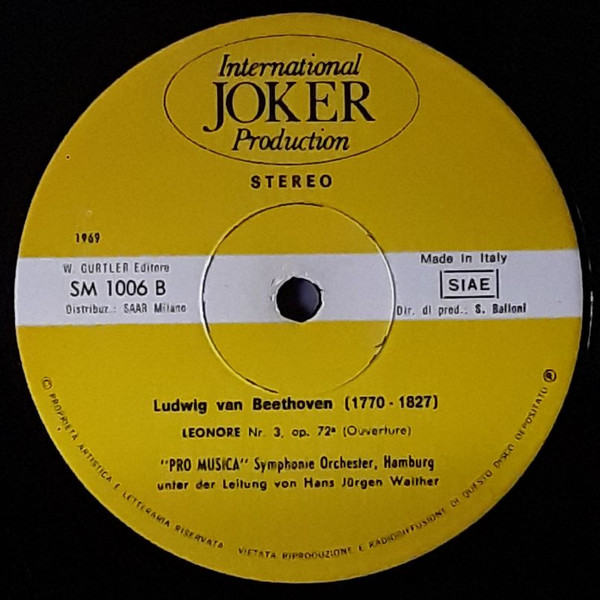 International
JOKER
Production
STEREO
1969
W. GURTLER Editore
SM 1006 B
Distribuz.: SAAR Milano
Made in Italy
SIAE
Dir. di prod.: S. Balloni
Ludwig van Beethoven (1770 - 1827)
LEONORE Nr. 3, op. 72ª (Ouverture)
"PRO MUSICA" Symphonie Orchester, Hamburg
unter der Leitung von Hans Jürgen Walther
© PROPRIETÀ ARTISTICA E LETTERARIA RISERVATA VIETATA RIPRODUZIONE E RADIODIFFUSIONE DI QUESTO DISCO DEPOSITATO ℗